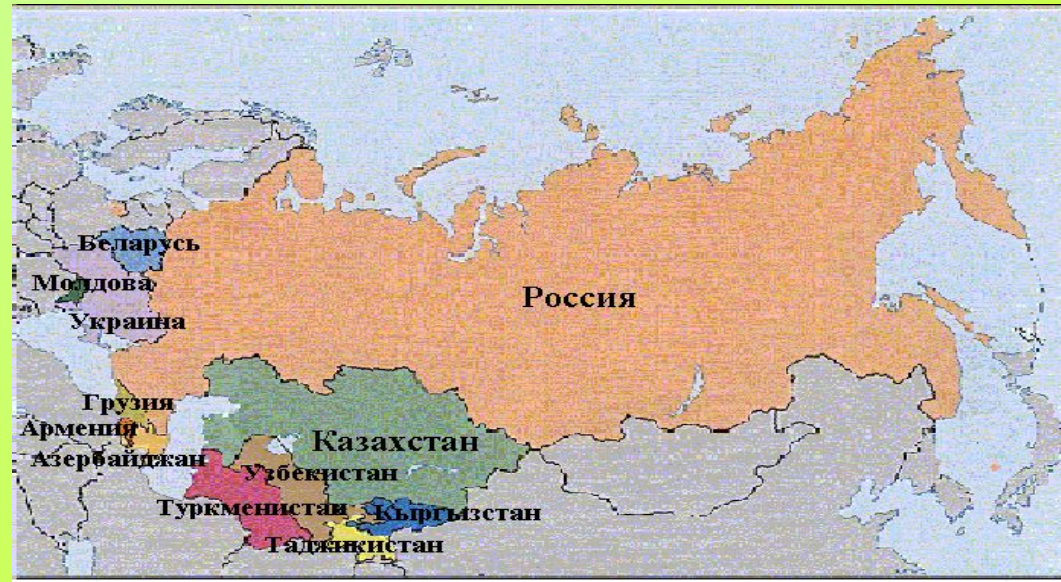 Беларусь
Молдова
Россия
Украина
Грузия
Армения
Казахстан
Азербайджан
Узбекистан
Туркменистан
Кыргызстан
Таджикистан